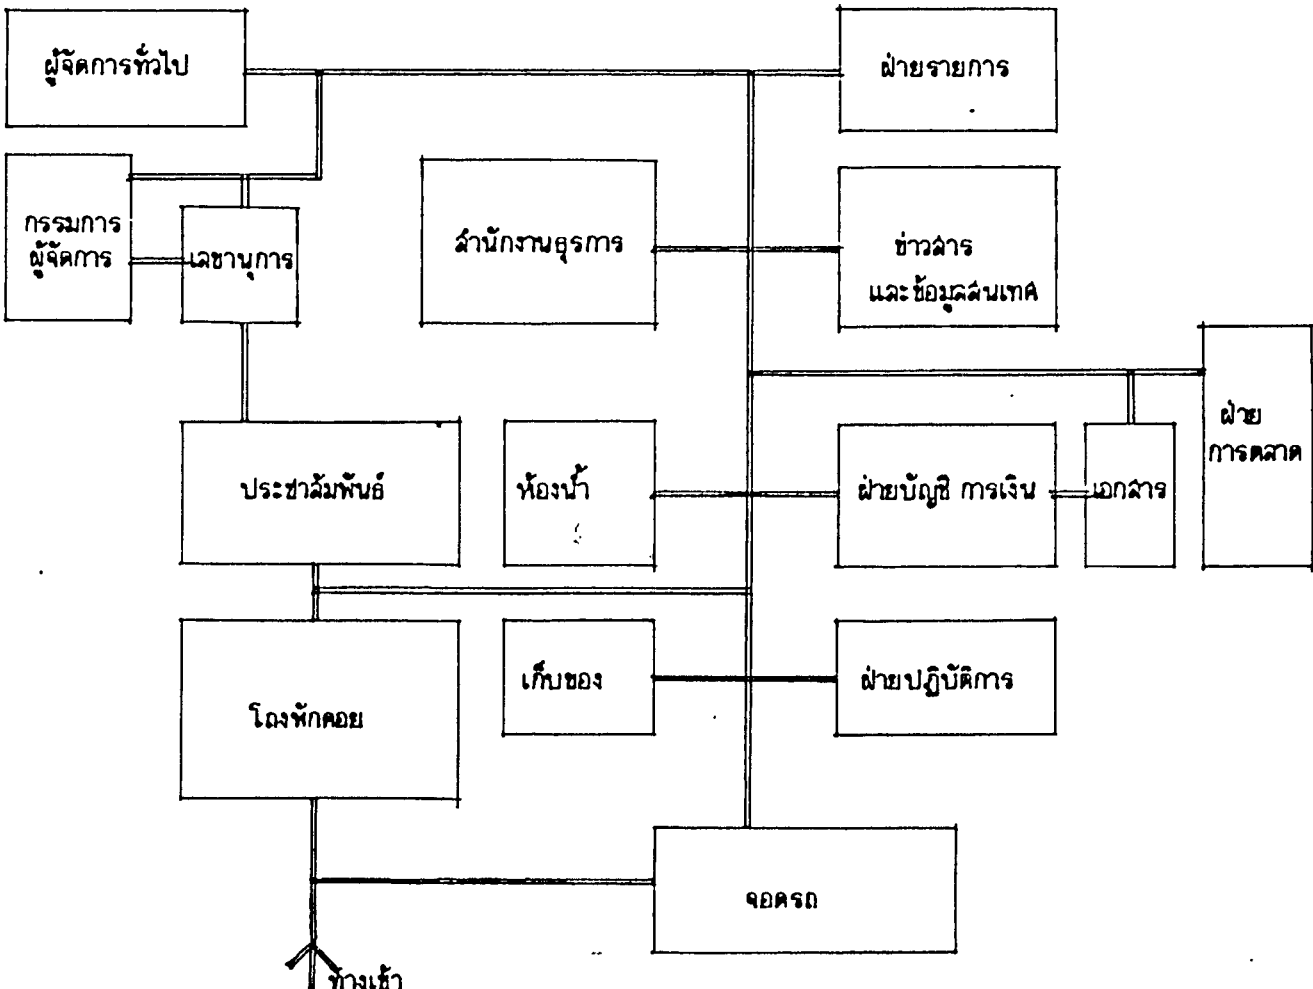 ผู้จัดการทั่วไป
ฝ่ายรายการ
กรรมการ
ผู้จัดการ
เลขานุการ
สำนักงานธุรการ
ข่าวสาร
และข้อมูลสนเทศ
ฝ่าย
การตลาด
ประชาสัมพันธ์
ห้องน้ำ
ฝ่ายบัญชี การเงิน
เอกสาร
โถงพักคอย
เก็บของ
ฝ่ายปฏิบัติการ
จอดรถ
ทางเข้า